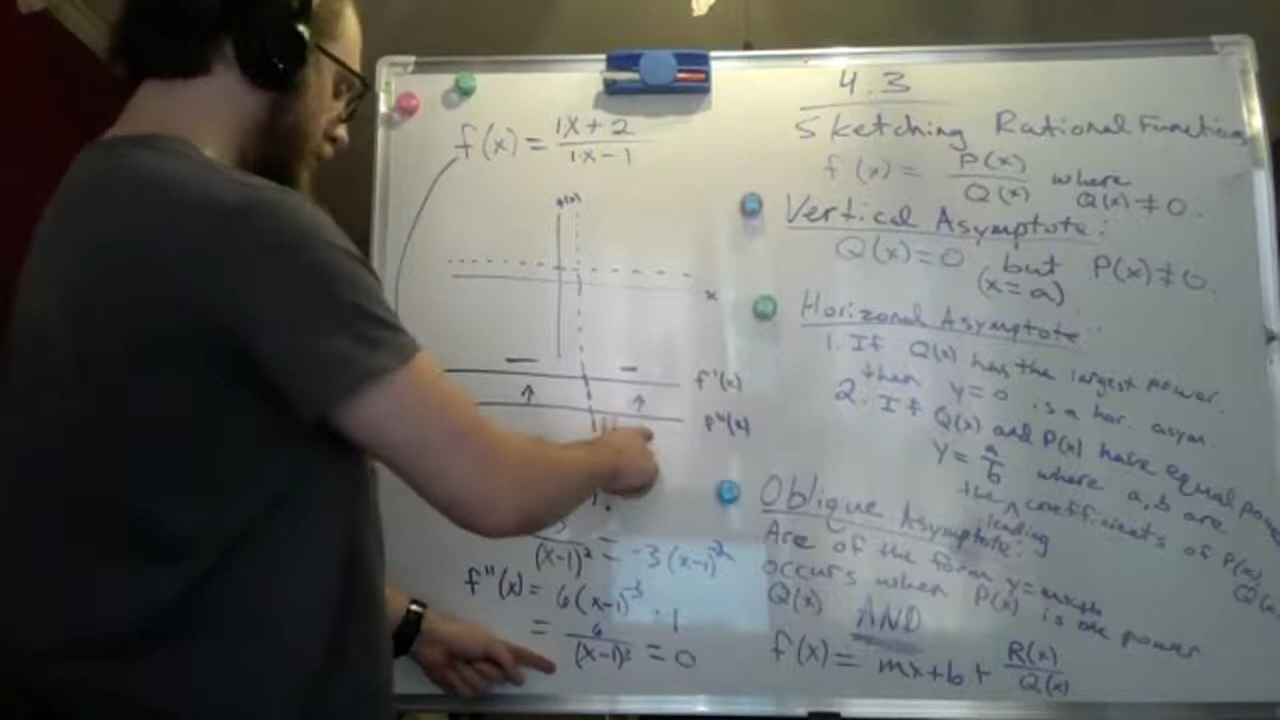 f(x) = 1x + 2
1x - 1
x
f'(x)
(x-1)² = -3(x-1)⁻²
f"(x) = 6(x-1)⁻³ · 1
= 6
(x-1)³ = 0
4.3
Sketching Rational Functions
f(x) = P(x) where
Q(x) Q(x) ≠ 0.
Vertical Asymptote:
Q(x) = 0 but P(x) ≠ 0.
(x = a)
Horizonal Asymptote:
1. If Q(x) has the largest power.
then y = 0 is a hor. asym.
2. If Q(x) and P(x) have equal power
y = a/b where a, b are
the leading coefficients of P(x),
Q(x
Oblique Asymptote:
Are of the form y = mx+b
occurs when P(x) is one power
Q(x) AND
f(x) = mx + b + R(x)
Q(x)